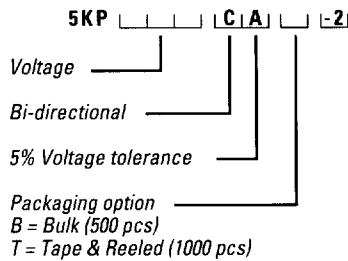 5KP C A -2
Voltage
Bi-directional
5% Voltage tolerance
Packaging option
B = Bulk (500 pcs)
T = Tape & Reeled (1000 pcs)